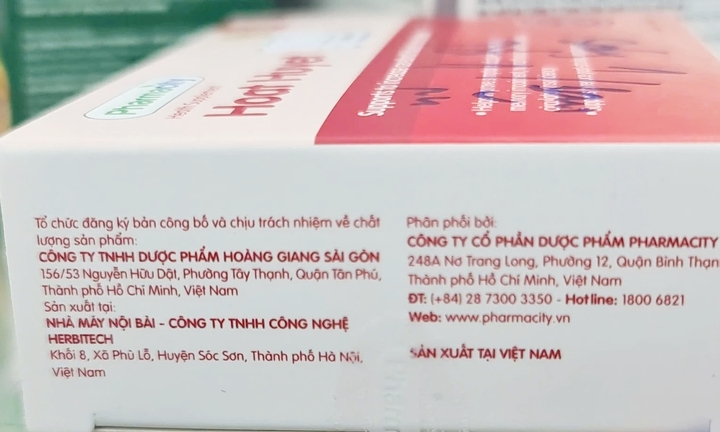 Pharmacity
Health Supplement
Hoạt Huyết
Tổ chức đăng ký bản công bố và chịu trách nhiệm về chất
lượng sản phẩm:
CÔNG TY TNHH DƯỢC PHẨM HOÀNG GIANG SÀI GÒN
156/53 Nguyễn Hữu Dật, Phường Tây Thạnh, Quận Tân Phú,
Thành phố Hồ Chí Minh, Việt Nam
Sản xuất tại:
NHÀ MÁY NỘI BÀI - CÔNG TY TNHH CÔNG NGHỆ
HERBITECH
Khối 8, Xã Phù Lỗ, Huyện Sóc Sơn, Thành phố Hà Nội,
Việt Nam
Phân phối bởi:
CÔNG TY CỔ PHẦN DƯỢC PHẨM PHARMACITY
248A Nơ Trang Long, Phường 12, Quận Bình Thạn
Thành phố Hồ Chí Minh, Việt Nam
ĐT: (+84) 28 7300 3350 - Hotline: 1800 6821
Web: www.pharmacity.vn
SẢN XUẤT TẠI VIỆT NAM